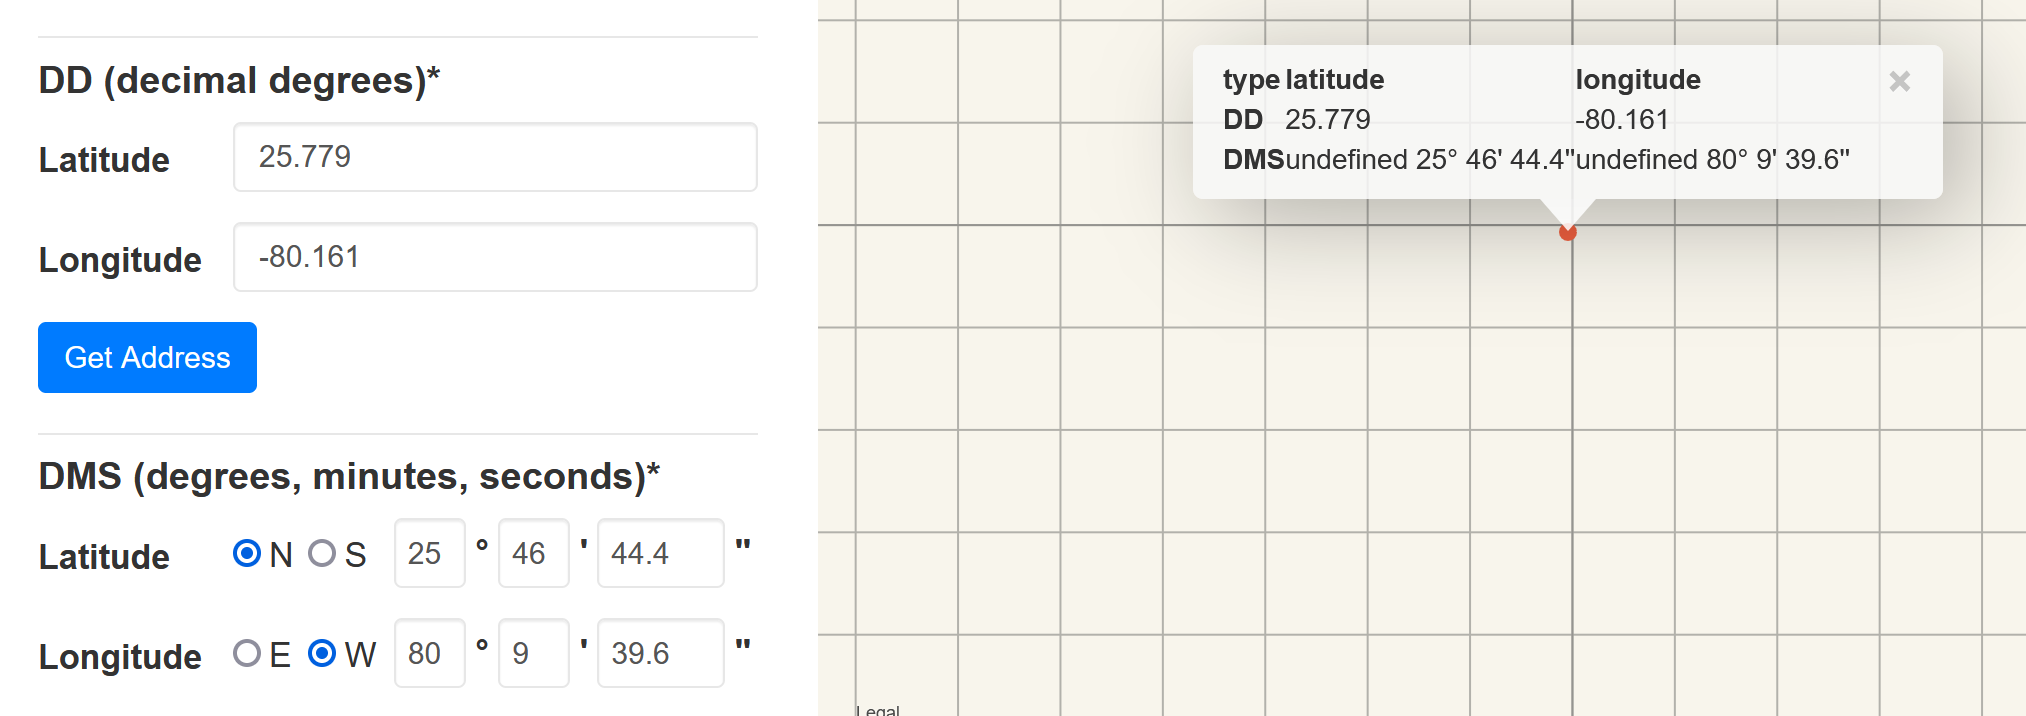 DD (decimal degrees)*
Latitude 25.779
Longitude -80.161
Get Address
DMS (degrees, minutes, seconds)*
Latitude N S 25 ° 46 ' 44.4 "
Longitude E W 80 ° 9 ' 39.6 "
type latitude longitude ×
DD 25.779 -80.161
DMS undefined 25° 46' 44.4" undefined 80° 9' 39.6"
Legal